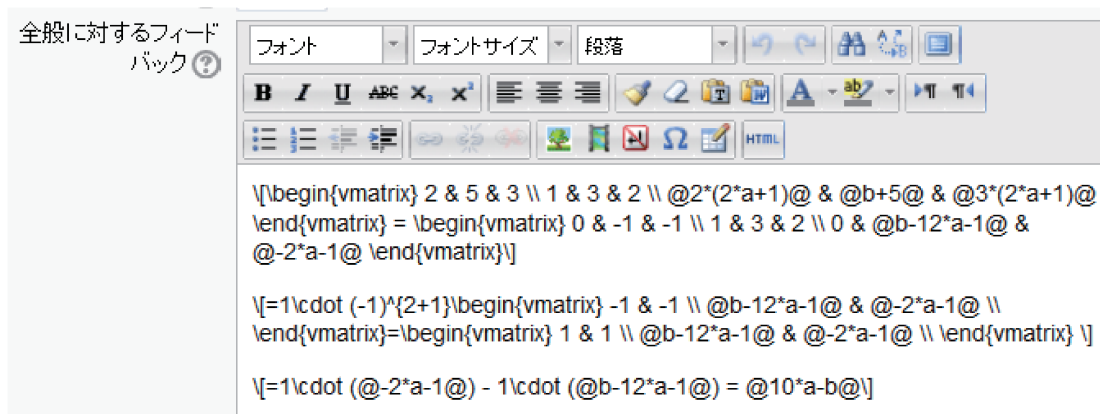 全般に対するフィード
バック
フォント フォントサイズ 段落
B I U ABC X₂ X² T W A ab
HTML
\[\begin{vmatrix} 2 & 5 & 3 \\ 1 & 3 & 2 \\ @2*(2*a+1)@ & @b+5@ & @3*(2*a+1)@
\end{vmatrix} = \begin{vmatrix} 0 & -1 & -1 \\ 1 & 3 & 2 \\ 0 & @b-12*a-1@ &
@-2*a-1@ \end{vmatrix}\]
\[=1\cdot (-1)^{2+1}\begin{vmatrix} -1 & -1 \\ @b-12*a-1@ & @-2*a-1@ \\
\end{vmatrix}=\begin{vmatrix} 1 & 1 \\ @b-12*a-1@ & @-2*a-1@ \\ \end{vmatrix} \]
\[=1\cdot (@-2*a-1@) - 1\cdot (@b-12*a-1@) = @10*a-b@\]